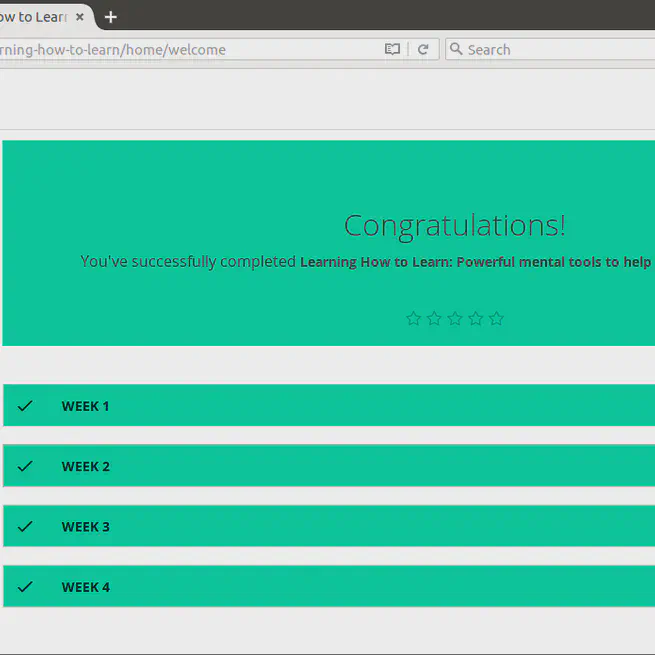 ow to Lear
rning-how-to-learn/home/welcome
Search
Congratulations!
You've successfully completed Learning How to Learn: Powerful mental tools to help
WEEK 1
WEEK 2
WEEK 3
WEEK 4